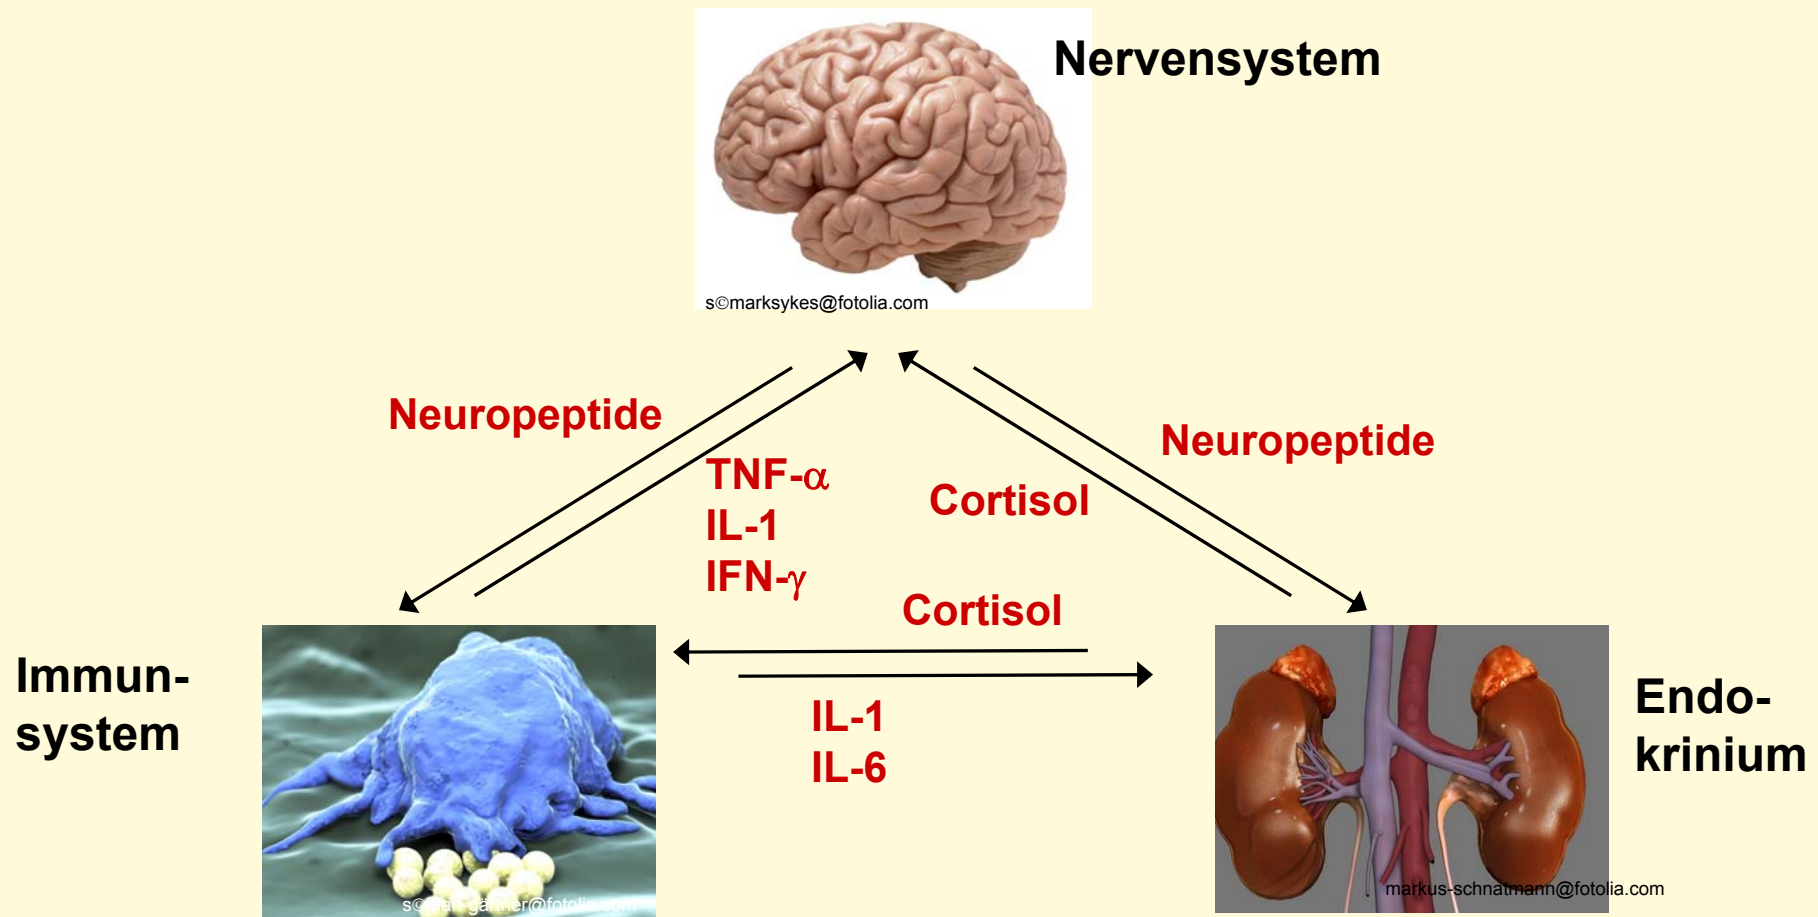 Nervensystem
s©marksykes@fotolia.com
Neuropeptide
Neuropeptide
TNF-α
IL-1
IFN-γ
Cortisol
Cortisol
IL-1
IL-6
Immun-
system
Endo-
krinium
markus-schnatmann@fotolia.com